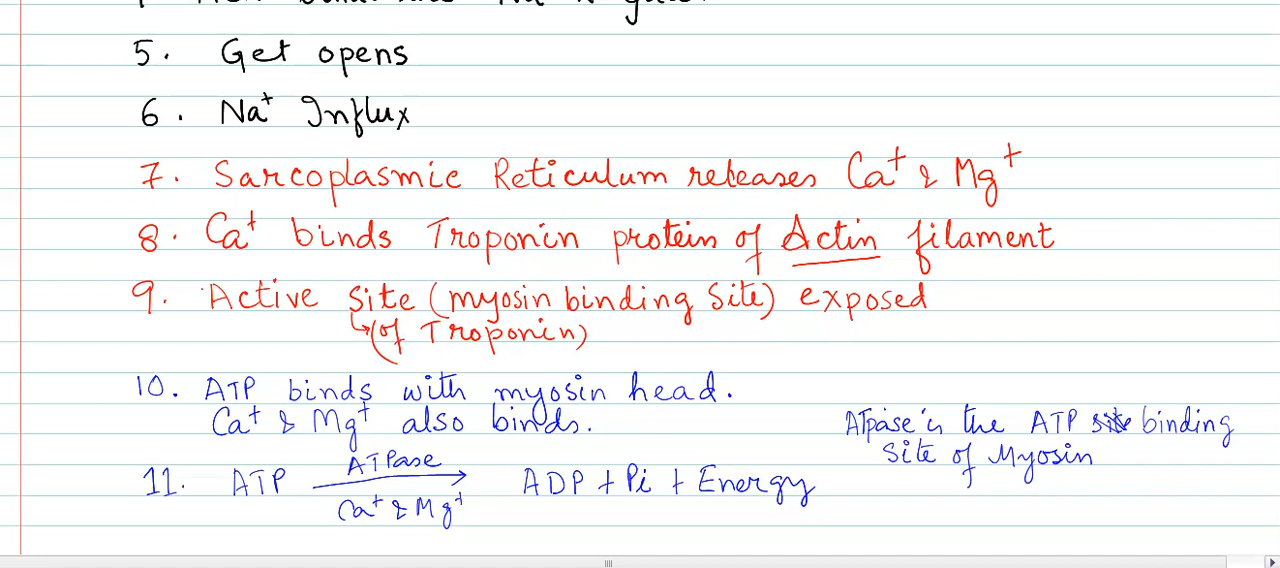 5. Get opens
6. Na⁺ Influx
7. Sarcoplasmic Reticulum releases Ca⁺ & Mg⁺
8. Ca⁺ binds Troponin protein of Actin filament
9. Active Site (myosin binding Site) exposed
(of Troponin)
10. ATP binds with myosin head.
Ca⁺ & Mg⁺ also binds.
ATpase is the ATP site binding
Site of Myosin
ATPase
11. ATP ADP + Pi + Energy
Ca⁺ & Mg⁺